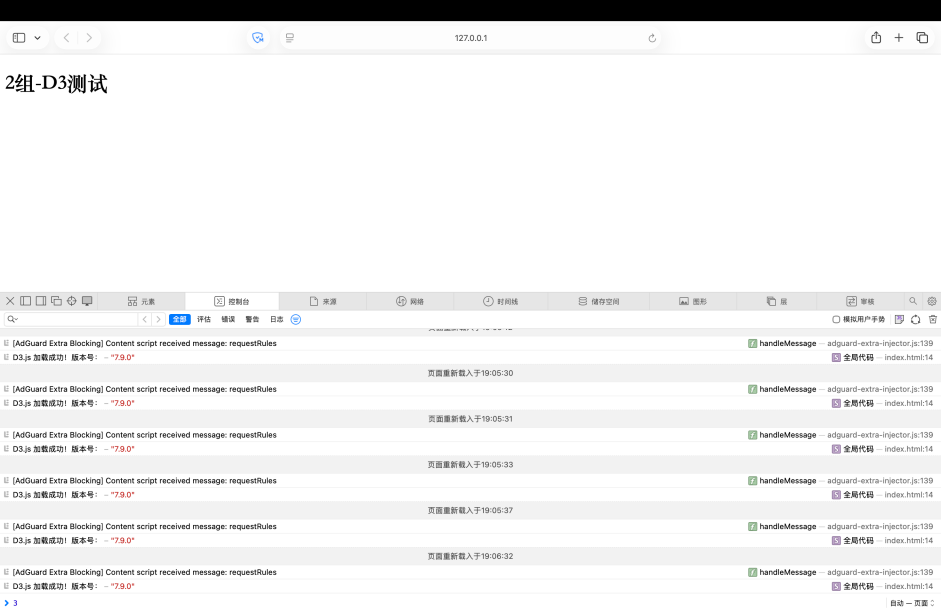 127.0.0.1
2组-D3测试
元素 控制台 来源 网络 时间线 储存空间 图形 层 审核
全部 评估 错误 警告 日志 模拟用户手势
[AdGuard Extra Blocking] Content script received message: requestRules handleMessage — adguard-extra-injector.js:139
D3.js 加载成功！版本号： – "7.9.0" 全局代码 — index.html:14
页面重新载入于19:05:30
[AdGuard Extra Blocking] Content script received message: requestRules handleMessage — adguard-extra-injector.js:139
D3.js 加载成功！版本号： – "7.9.0" 全局代码 — index.html:14
页面重新载入于19:05:31
[AdGuard Extra Blocking] Content script received message: requestRules handleMessage — adguard-extra-injector.js:139
D3.js 加载成功！版本号： – "7.9.0" 全局代码 — index.html:14
页面重新载入于19:05:33
[AdGuard Extra Blocking] Content script received message: requestRules handleMessage — adguard-extra-injector.js:139
D3.js 加载成功！版本号： – "7.9.0" 全局代码 — index.html:14
页面重新载入于19:05:37
[AdGuard Extra Blocking] Content script received message: requestRules handleMessage — adguard-extra-injector.js:139
D3.js 加载成功！版本号： – "7.9.0" 全局代码 — index.html:14
页面重新载入于19:06:32
[AdGuard Extra Blocking] Content script received message: requestRules handleMessage — adguard-extra-injector.js:139
D3.js 加载成功！版本号： – "7.9.0" 全局代码 — index.html:14
3 自动 — 页面